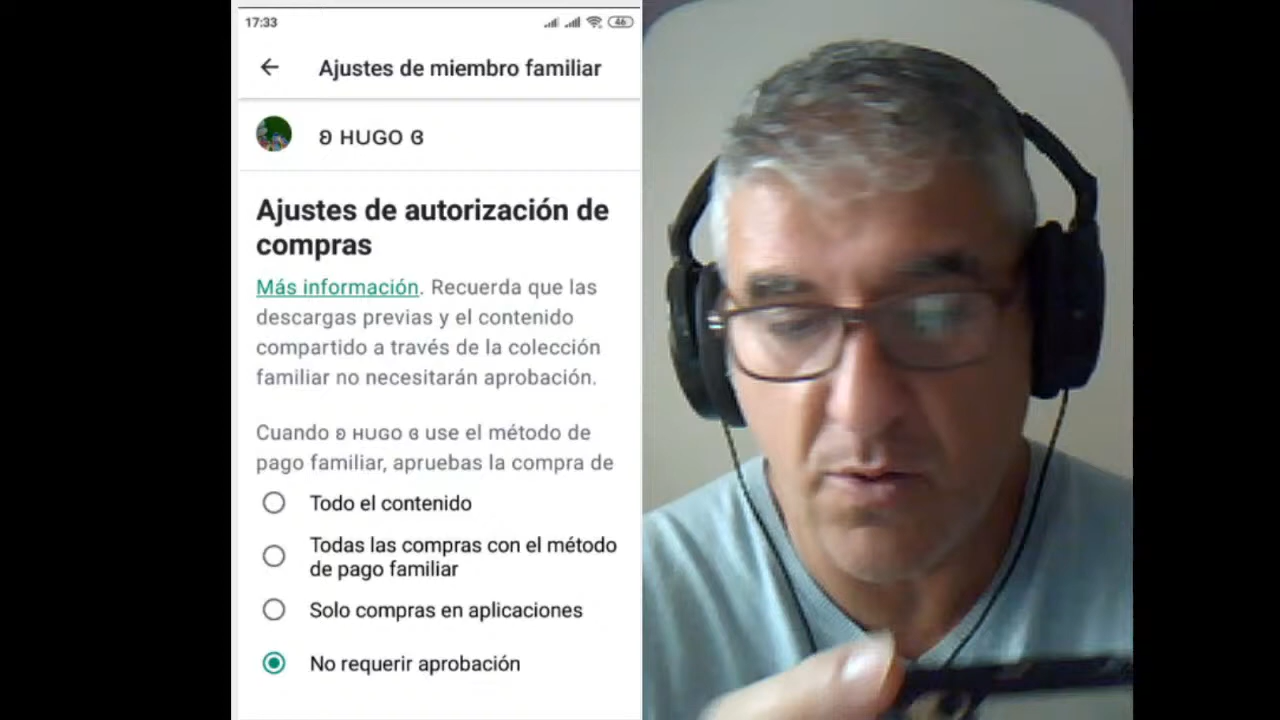 17:33
46
Ajustes de miembro familiar
ʚ HUGO ɞ
Ajustes de autorización de
compras
Más información. Recuerda que las
descargas previas y el contenido
compartido a través de la colección
familiar no necesitarán aprobación.
Cuando ʚ ʜᴜɢᴏ ɞ use el método de
pago familiar, apruebas la compra de
Todo el contenido
Todas las compras con el método
de pago familiar
Solo compras en aplicaciones
No requerir aprobación